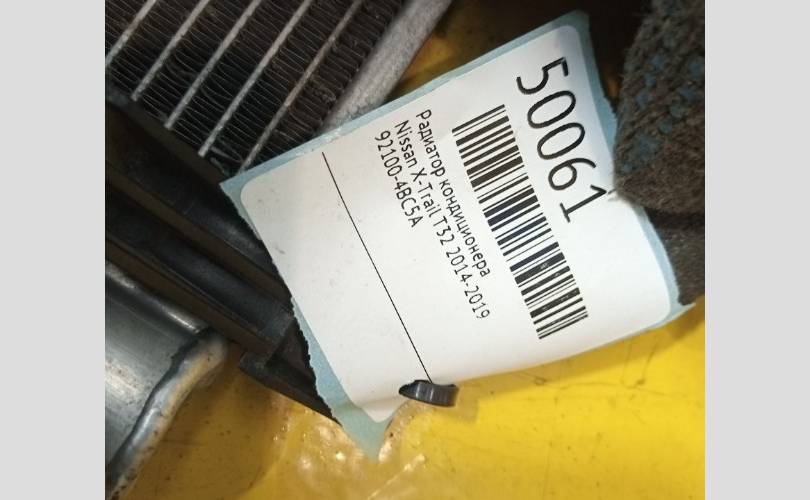 50061
Радиатор кондиционера
Nissan X-Trail T32 2014-2019
92100-4BC5A